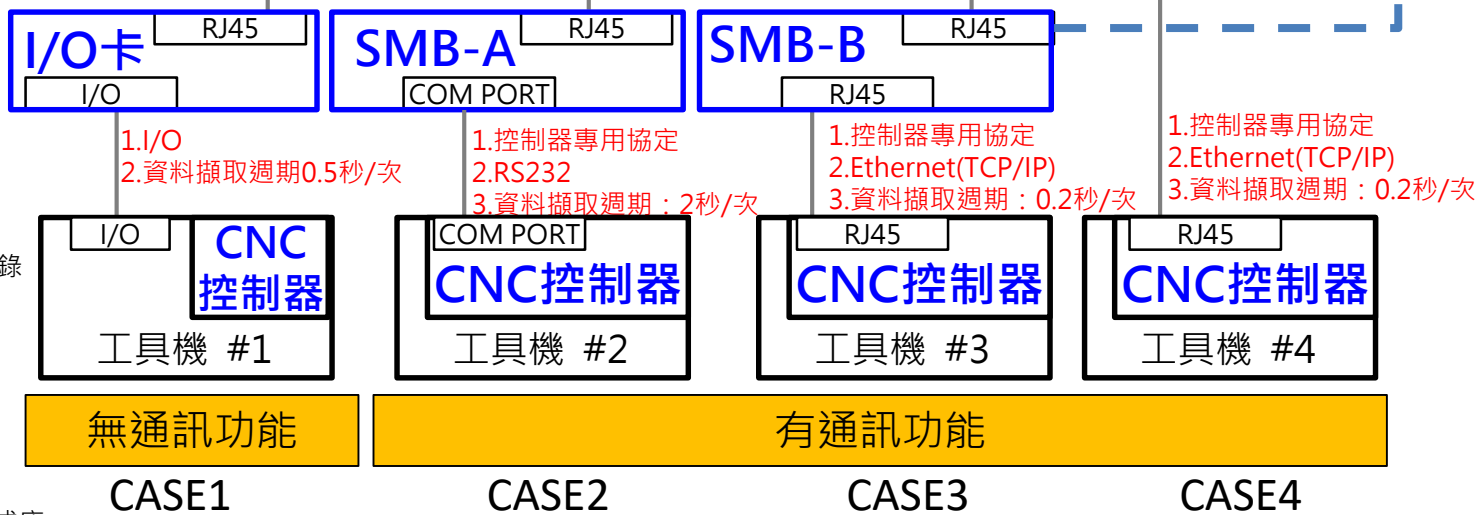 I/O卡
RJ45
I/O
SMB-A
RJ45
COM PORT
SMB-B
RJ45
RJ45
1.I/O
2.資料擷取週期0.5秒/次
1.控制器專用協定
2.RS232
3.資料擷取週期：2秒/次
1.控制器專用協定
2.Ethernet(TCP/IP)
3.資料擷取週期：0.2秒/次
1.控制器專用協定
2.Ethernet(TCP/IP)
3.資料擷取週期：0.2秒/次
錄
I/O
CNC
控制器
工具機 #1
COM PORT
CNC控制器
工具機 #2
RJ45
CNC控制器
工具機 #3
RJ45
CNC控制器
工具機 #4
無通訊功能
有通訊功能
CASE1
CASE2
CASE3
CASE4